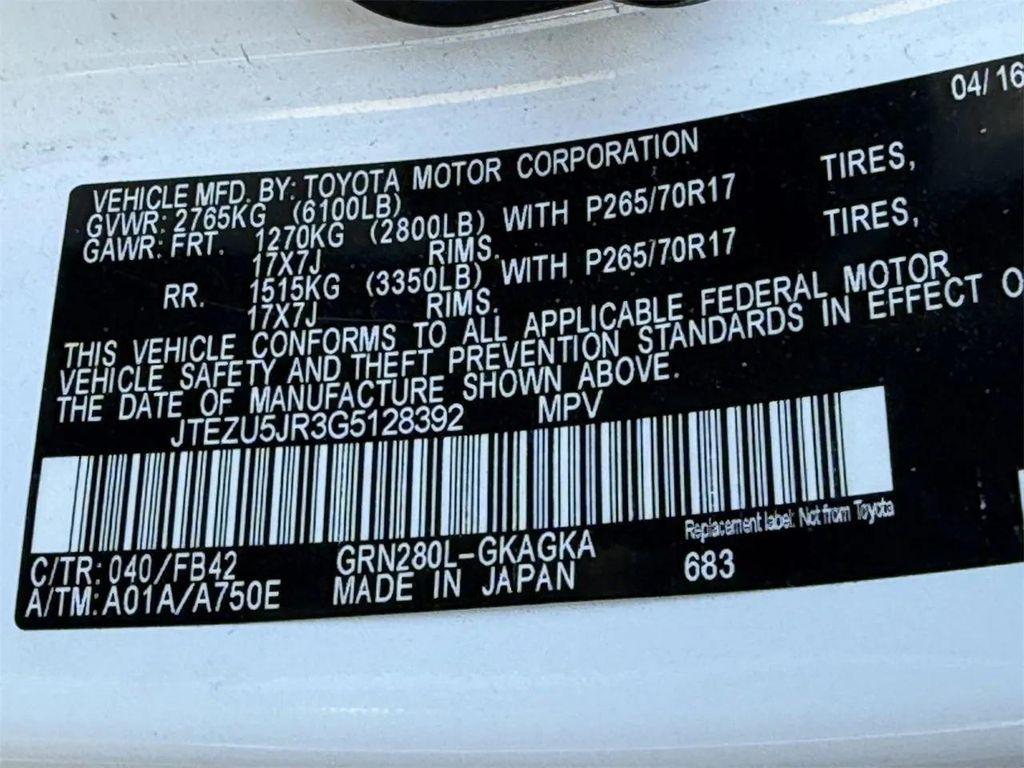 04/16
VEHICLE MFD. BY: TOYOTA MOTOR CORPORATION
GVWR: 2765KG (6100LB)
GAWR: FRT. 1270KG (2800LB) WITH P265/70R17 TIRES,
17X7J RIMS.
RR. 1515KG (3350LB) WITH P265/70R17 TIRES,
17X7J RIMS.
THIS VEHICLE CONFORMS TO ALL APPLICABLE FEDERAL MOTOR
VEHICLE SAFETY AND THEFT PREVENTION STANDARDS IN EFFECT O
THE DATE OF MANUFACTURE SHOWN ABOVE.
JTEZU5JR3G5128392 MPV
Replacement label: Not from Toyota
C/TR: 040/FB42 GRN280L-GKAGKA 683
A/TM: A01A/A750E MADE IN JAPAN